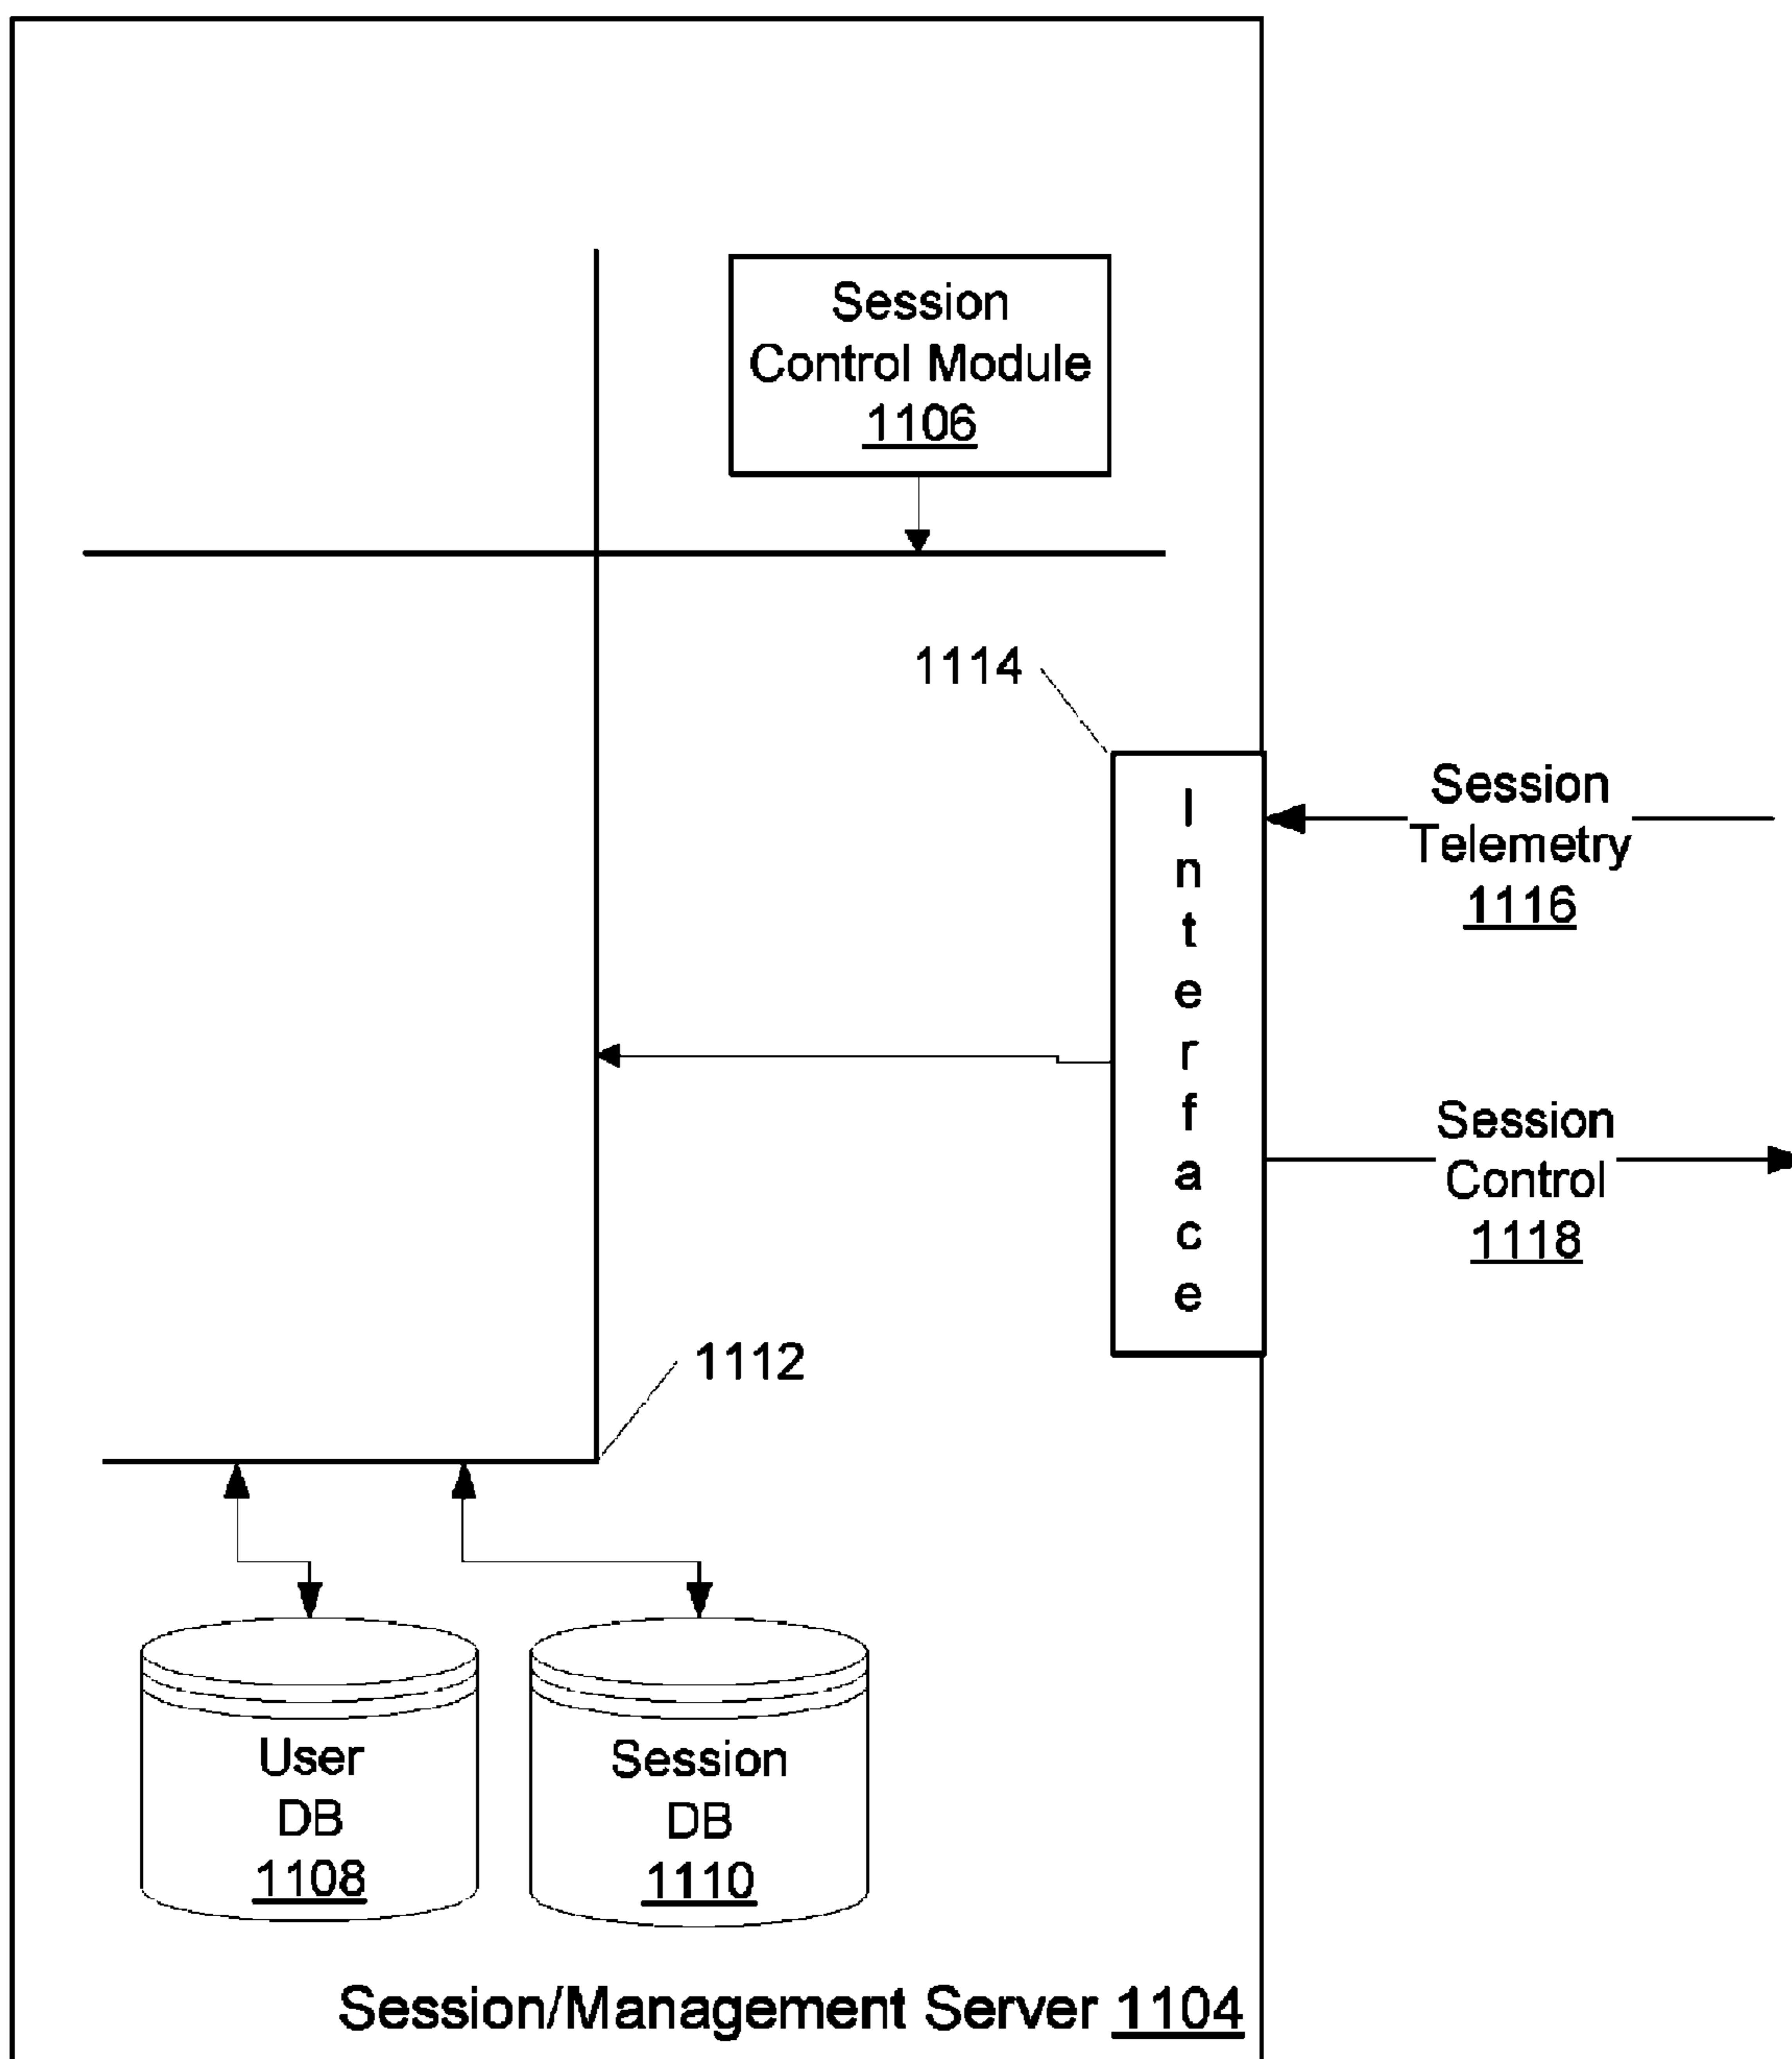 Session
Control Module
1106
1114
Interface
Session
Telemetry
1116
Session
Control
1118
1112
User
DB
1108
Session
DB
1110
Session/Management Server 1104